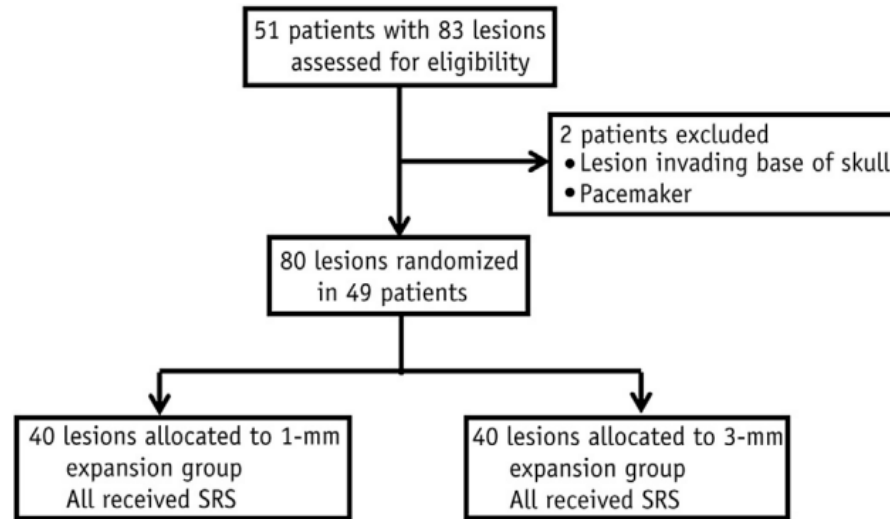 51 patients with 83 lesions
assessed for eligibility
2 patients excluded
• Lesion invading base of skull
• Pacemaker
80 lesions randomized
in 49 patients
40 lesions allocated to 1-mm
expansion group
All received SRS
40 lesions allocated to 3-mm
expansion group
All received SRS